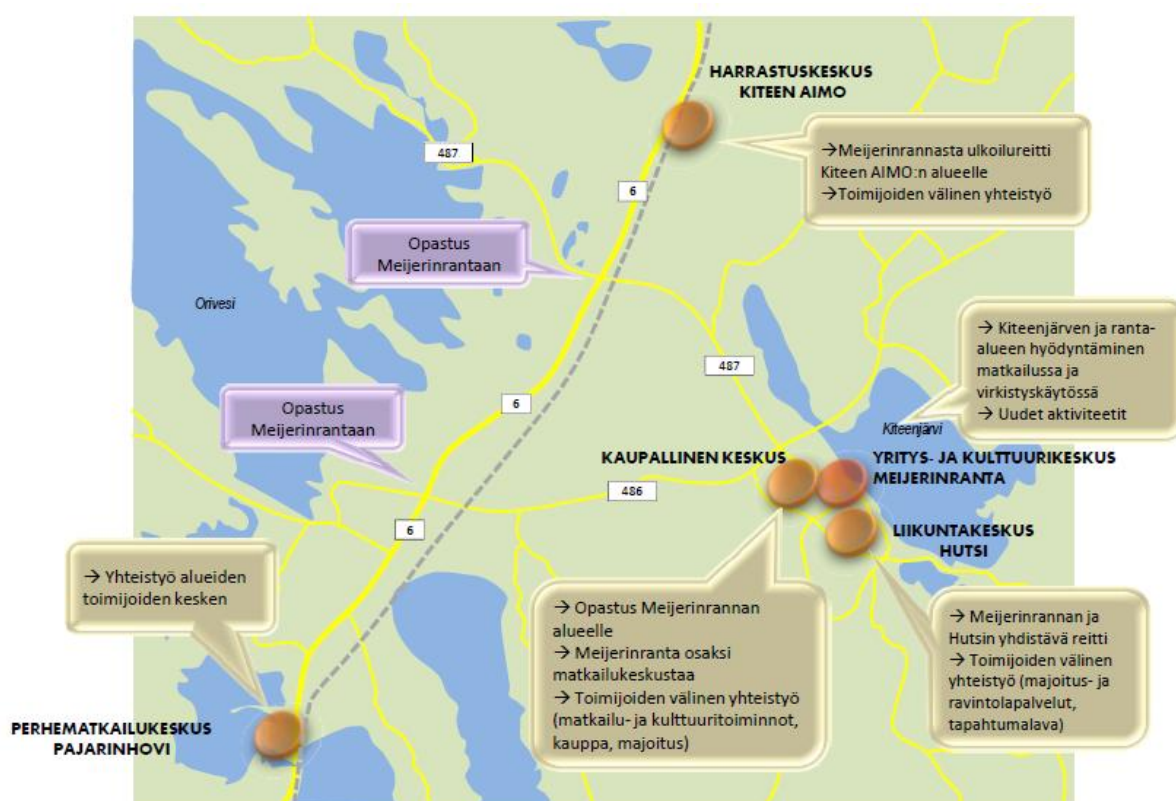 HARRASTUSKESKUS
KITEEN AIMO
→Meijerinrannasta ulkoilureitti
Kiteen AIMO:n alueelle
→Toimijoiden välinen yhteistyö
487
6
Opastus
Meijerinrantaan
Orivesi
→ Kiteenjärven ja ranta-
alueen hyödyntäminen
matkailussa ja
virkistyskäytössä
→ Uudet aktiviteetit
487
6
Opastus
Meijerinrantaan
Kiteenjärvi
KAUPALLINEN KESKUS
YRITYS- JA KULTTUURIKESKUS
MEIJERINRANTA
486
6
LIIKUNTAKESKUS
HUTSI
→ Yhteistyö alueiden
toimijoiden kesken
→ Opastus Meijerinrannan
alueelle
→ Meijerinranta osaksi
matkailukeskustaa
→ Toimijoiden välinen yhteistyö
(matkailu- ja kulttuuritoiminnot,
kauppa, majoitus)
→ Meijerinrannan ja
Hutsin yhdistävä reitti
→ Toimijoiden välinen
yhteistyö (majoitus- ja
ravintolapalvelut,
tapahtumalava)
PERHEMATKAILUKESKUS
PAJARINHOVI